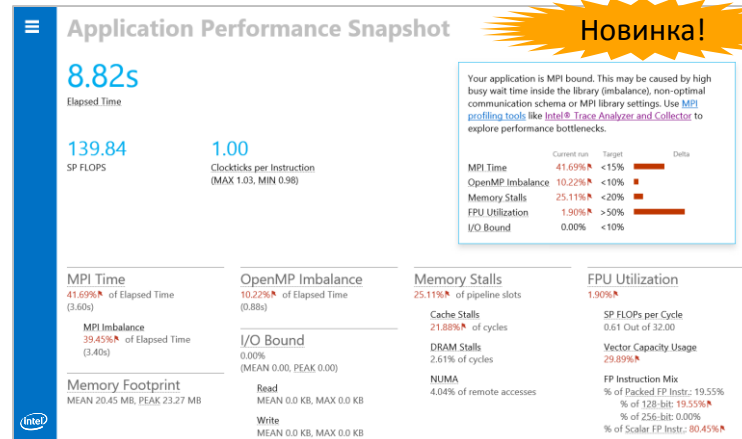 Application Performance Snapshot
Новинка!
8.82s
Elapsed Time
139.84
SP FLOPS
1.00
Clockticks per Instruction
(MAX 1.03, MIN 0.98)
Your application is MPI bound. This may be caused by high
busy wait time inside the library (imbalance), non-optimal
communication schema or MPI library settings. Use MPI
profiling tools like Intel® Trace Analyzer and Collector to
explore performance bottlenecks.
Current run Target Delta
MPI Time 41.69% <15%
OpenMP Imbalance 10.22% <10%
Memory Stalls 25.11% <20%
FPU Utilization 1.90% >50%
I/O Bound 0.00% <10%
MPI Time
41.69% of Elapsed Time
(3.60s)
MPI Imbalance
39.45% of Elapsed Time
(3.40s)
Memory Footprint
MEAN 20.45 MB, PEAK 23.27 MB
OpenMP Imbalance
10.22% of Elapsed Time
(0.88s)
I/O Bound
0.00%
(MEAN 0.00, PEAK 0.00)
Read
MEAN 0.0 KB, MAX 0.0 KB
Write
MEAN 0.0 KB, MAX 0.0 KB
Memory Stalls
25.11% of pipeline slots
Cache Stalls
21.88% of cycles
DRAM Stalls
2.61% of cycles
NUMA
4.04% of remote accesses
FPU Utilization
1.90%
SP FLOPs per Cycle
0.61 Out of 32.00
Vector Capacity Usage
29.89%
FP Instruction Mix
% of Packed FP Instr.: 19.55%
% of 128-bit: 19.55%
% of 256-bit: 0.00%
% of Scalar FP Instr.: 80.45%
intel